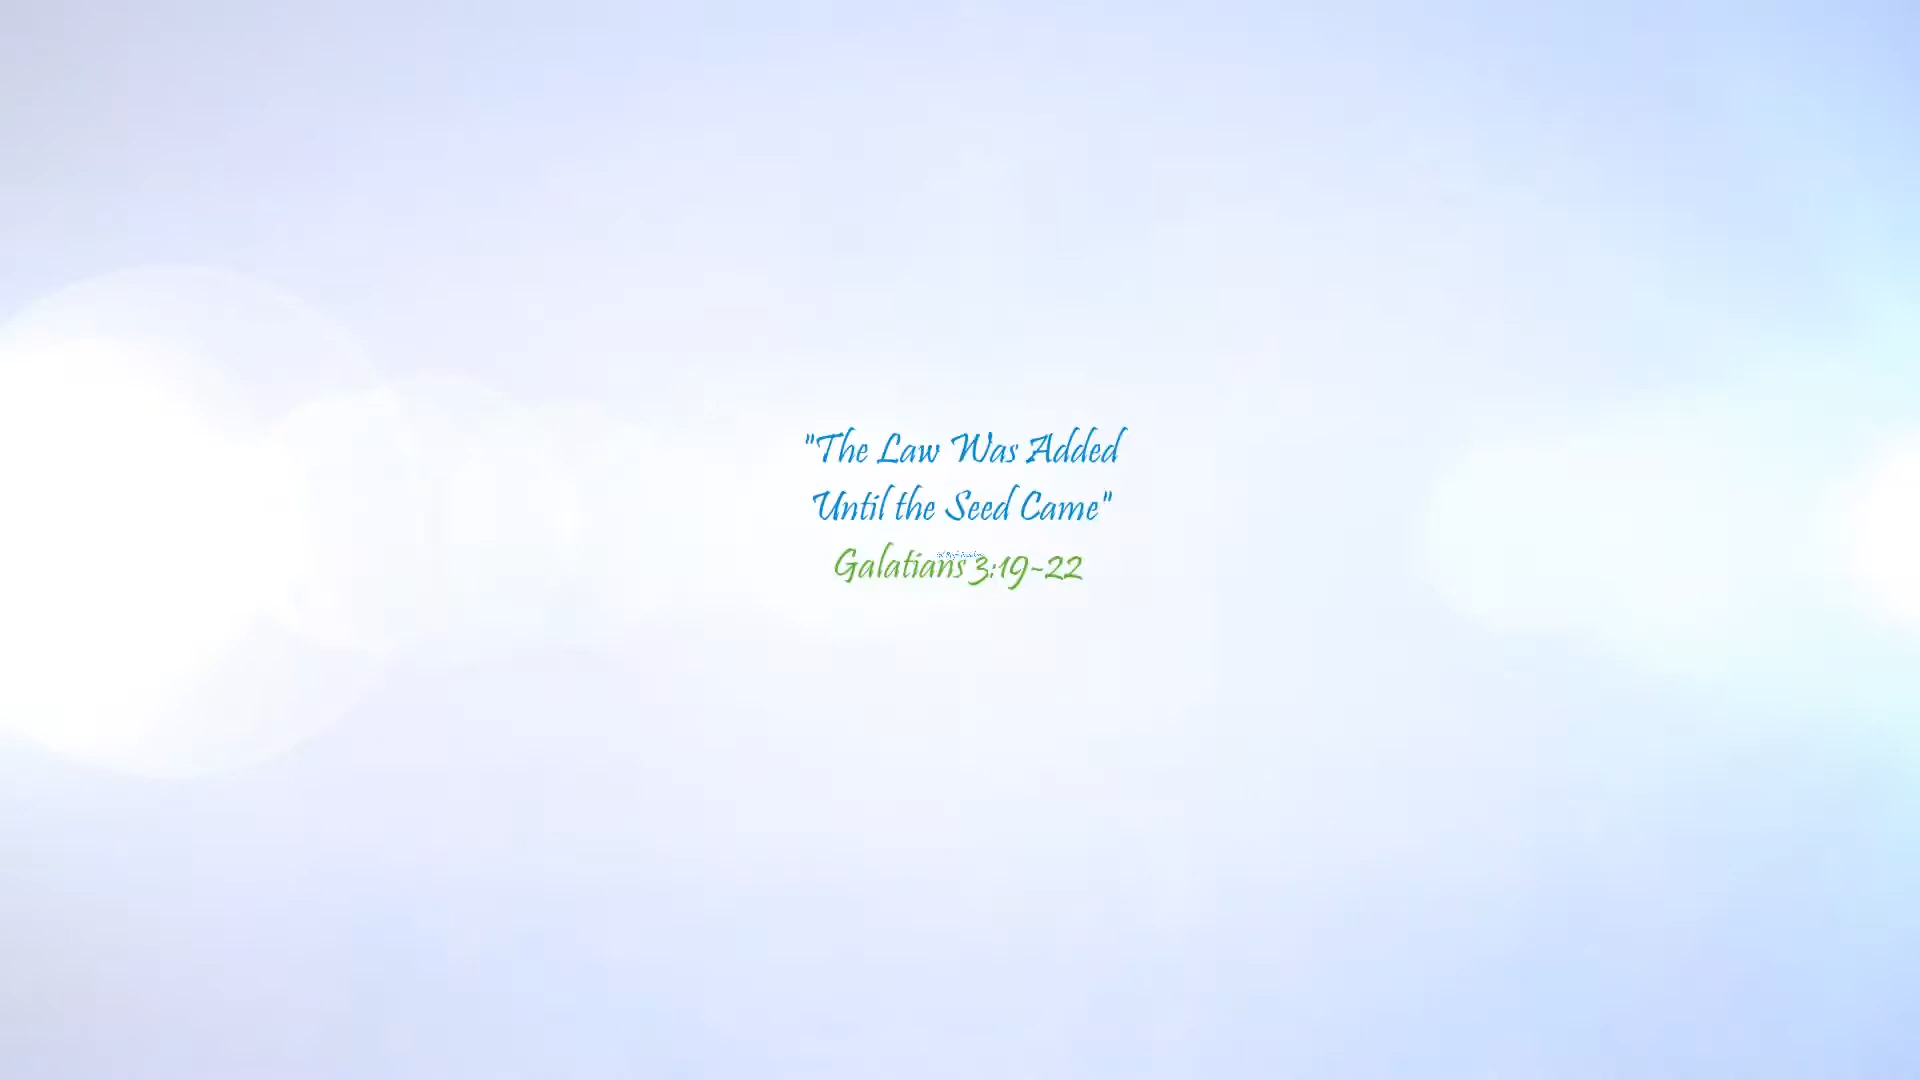 "The Law Was Added
Until the Seed Came"
Galatians 3:19-22